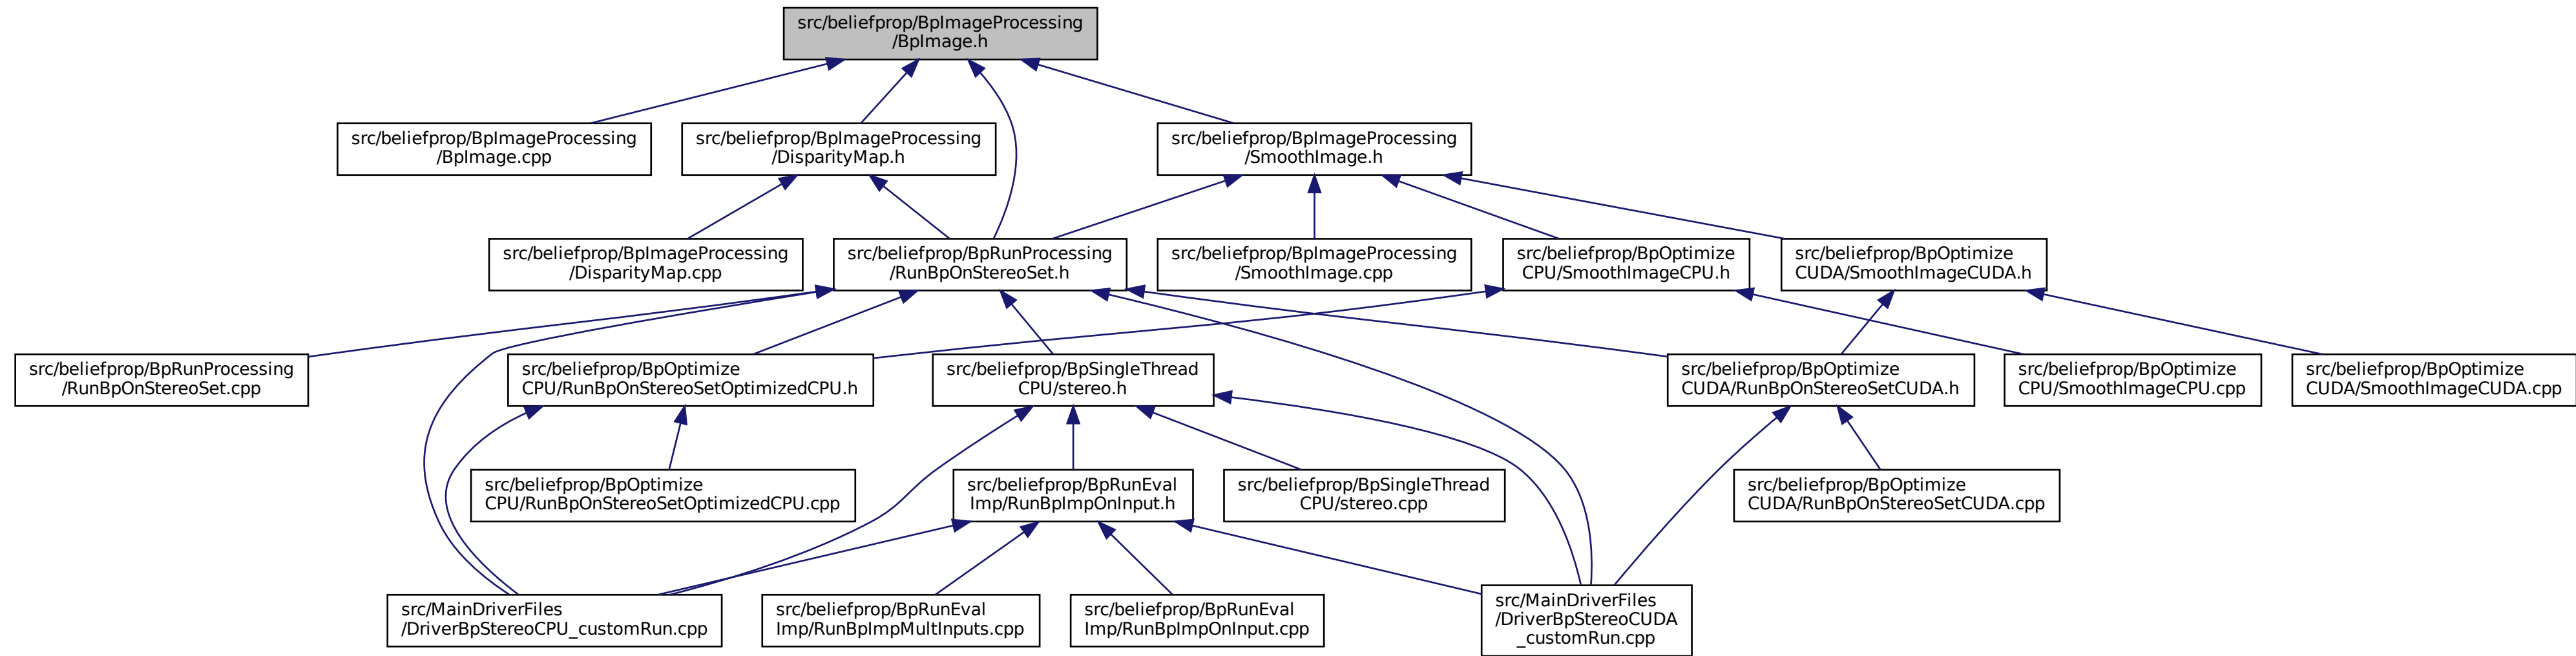 src/beliefprop/BpImageProcessing
/BpImage.h
src/beliefprop/BpImageProcessing
/BpImage.cpp
src/beliefprop/BpImageProcessing
/DisparityMap.h
src/beliefprop/BpImageProcessing
/SmoothImage.h
src/beliefprop/BpImageProcessing
/DisparityMap.cpp
src/beliefprop/BpRunProcessing
/RunBpOnStereoSet.h
src/beliefprop/BpImageProcessing
/SmoothImage.cpp
src/beliefprop/BpOptimize
CPU/SmoothImageCPU.h
src/beliefprop/BpOptimize
CUDA/SmoothImageCUDA.h
src/beliefprop/BpRunProcessing
/RunBpOnStereoSet.cpp
src/beliefprop/BpOptimize
CPU/RunBpOnStereoSetOptimizedCPU.h
src/beliefprop/BpSingleThread
CPU/stereo.h
src/beliefprop/BpOptimize
CUDA/RunBpOnStereoSetCUDA.h
src/beliefprop/BpOptimize
CPU/SmoothImageCPU.cpp
src/beliefprop/BpOptimize
CUDA/SmoothImageCUDA.cpp
src/beliefprop/BpOptimize
CPU/RunBpOnStereoSetOptimizedCPU.cpp
src/beliefprop/BpRunEval
Imp/RunBpImpOnInput.h
src/beliefprop/BpSingleThread
CPU/stereo.cpp
src/beliefprop/BpOptimize
CUDA/RunBpOnStereoSetCUDA.cpp
src/MainDriverFiles
/DriverBpStereoCPU_customRun.cpp
src/beliefprop/BpRunEval
Imp/RunBpImpMultInputs.cpp
src/beliefprop/BpRunEval
Imp/RunBpImpOnInput.cpp
src/MainDriverFiles
/DriverBpStereoCUDA
_customRun.cpp